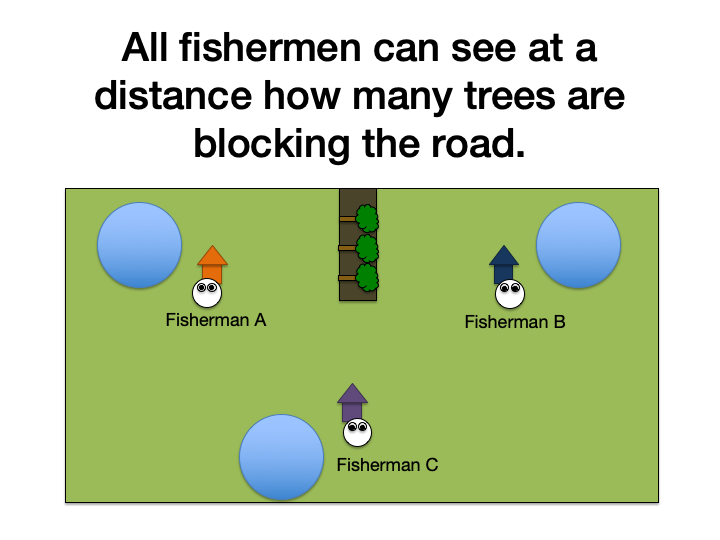 All fishermen can see at a
distance how many trees are
blocking the road.
Fisherman A
Fisherman B
Fisherman C